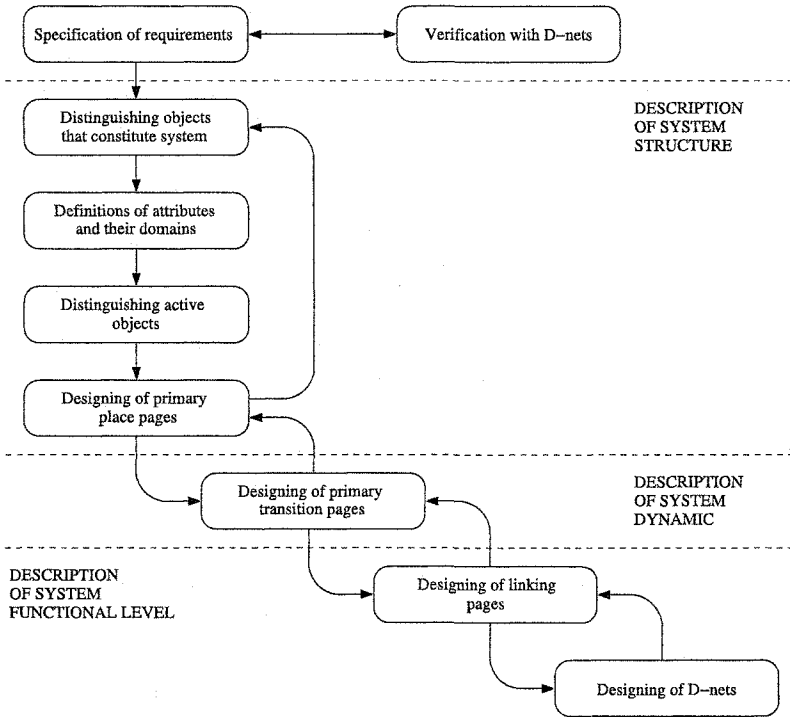 Specification of requirements
Verification with D–nets
Distinguishing objects
that constitute system
DESCRIPTION
OF SYSTEM
STRUCTURE
Definitions of attributes
and their domains
Distinguishing active
objects
Designing of primary
place pages
Designing of primary
transition pages
DESCRIPTION
OF SYSTEM
DYNAMIC
DESCRIPTION
OF SYSTEM
FUNCTIONAL LEVEL
Designing of linking
pages
Designing of D–nets